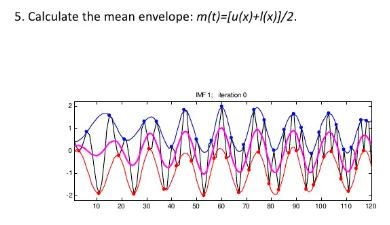 5. Calculate the mean envelope: m(t)=[u(x)+l(x)]/2.
IMF 1; iteration 0
2
1
0
-1
-2
10 20 30 40 50 60 70 80 90 100 110 120